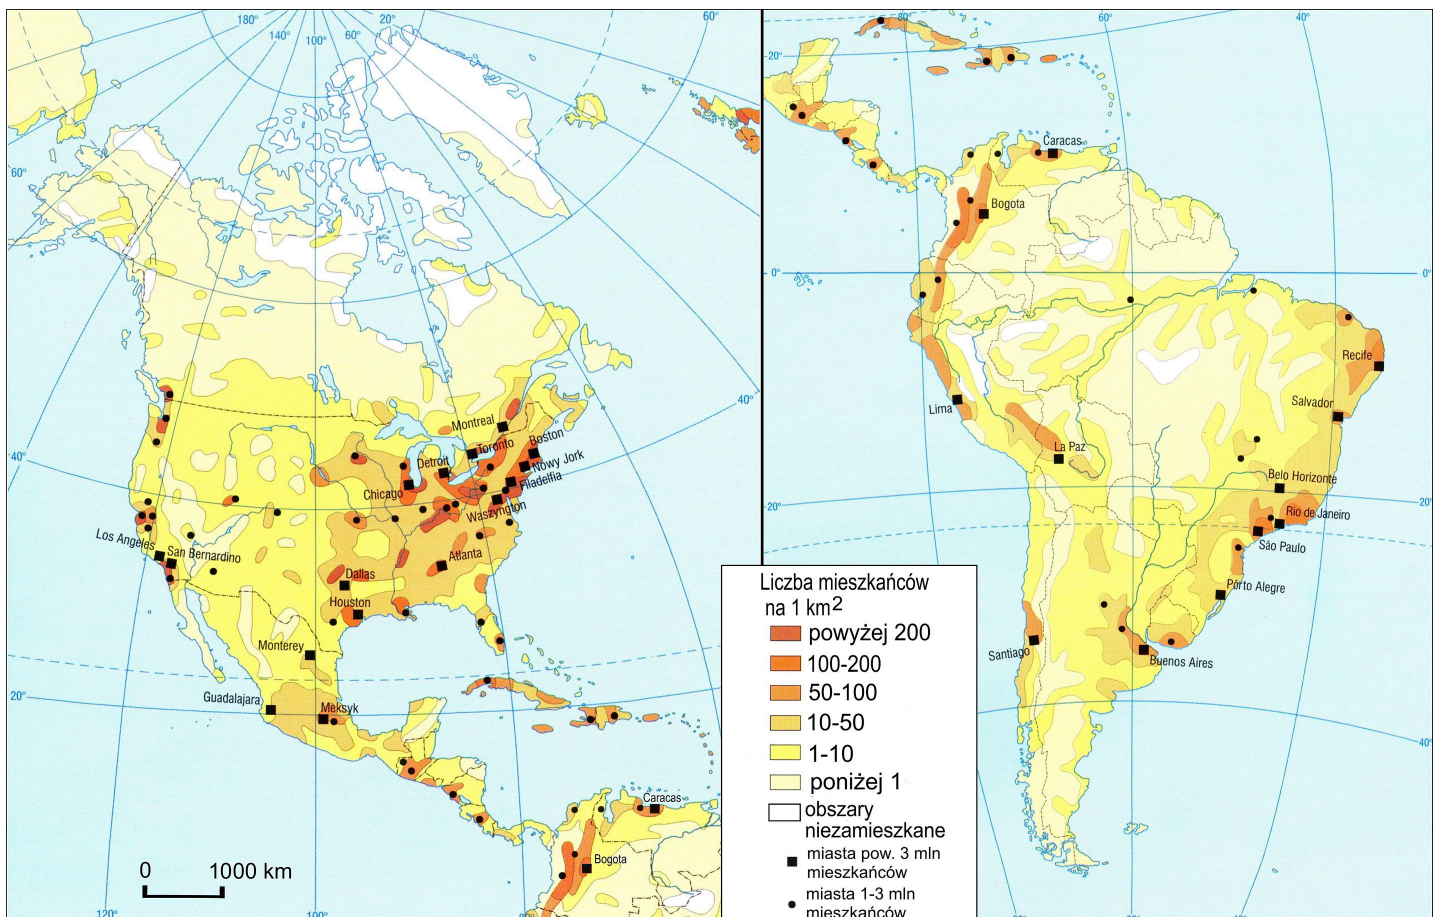 180°
140°
100°
20°
60°
60°
60°
40°
40°
20°
120°
100°
80°
Montreal
Toronto
Boston
Detroit
Nowy Jork
Filadelfia
Chicago
Waszyngton
Los Angeles
San Bernardino
Atlanta
Dallas
Houston
Monterey
Guadalajara
Meksyk
Caracas
Bogota
0 1000 km
80°
60°
40°
20°
0°
0°
20°
20°
40°
Caracas
Bogota
Recife
Lima
Salvador
La Paz
Belo Horizonte
Rio de Janeiro
São Paulo
Pôrto Alegre
Santiago
Buenos Aires
Liczba mieszkańców
na 1 km2
powyżej 200
100-200
50-100
10-50
1-10
poniżej 1
obszary
niezamieszkane
miasta pow. 3 mln
mieszkańców
miasta 1-3 mln
mieszkańców